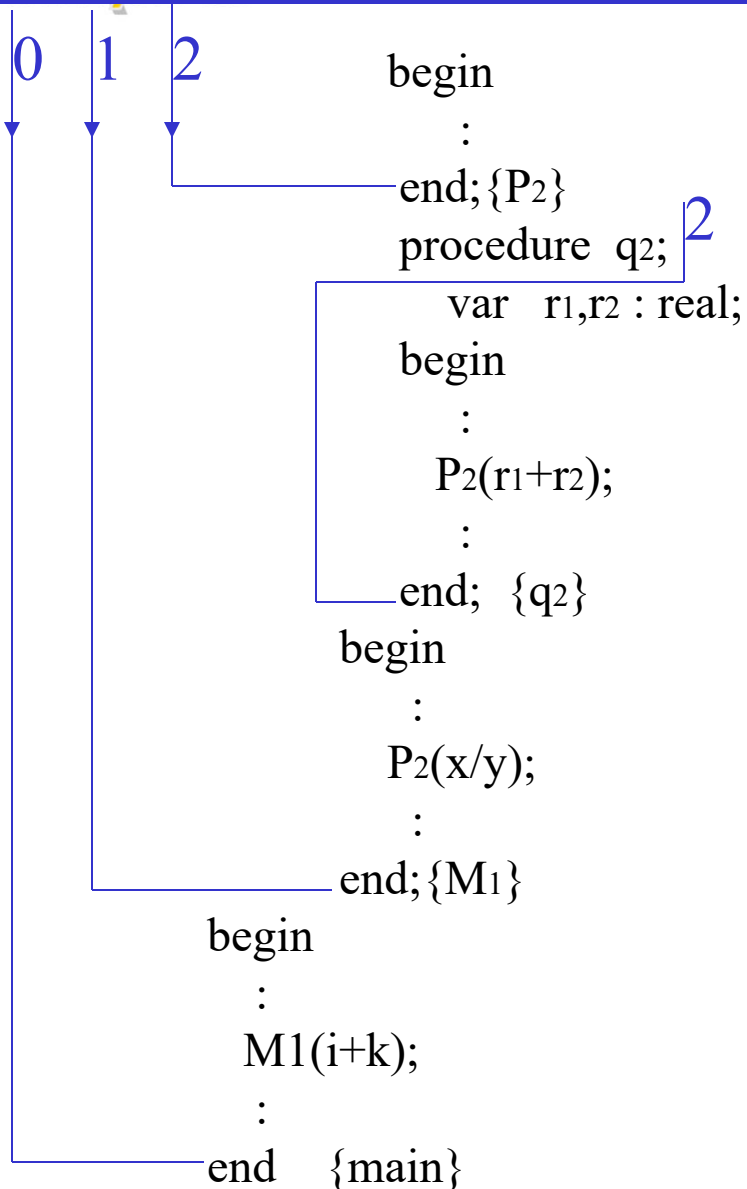 0 1 2
begin
:
end;{P2}
2
procedure q2;
var r1,r2 : real;
begin
:
P2(r1+r2);
:
end; {q2}
begin
:
P2(x/y);
:
end;{M1}
begin
:
M1(i+k);
:
end {main}